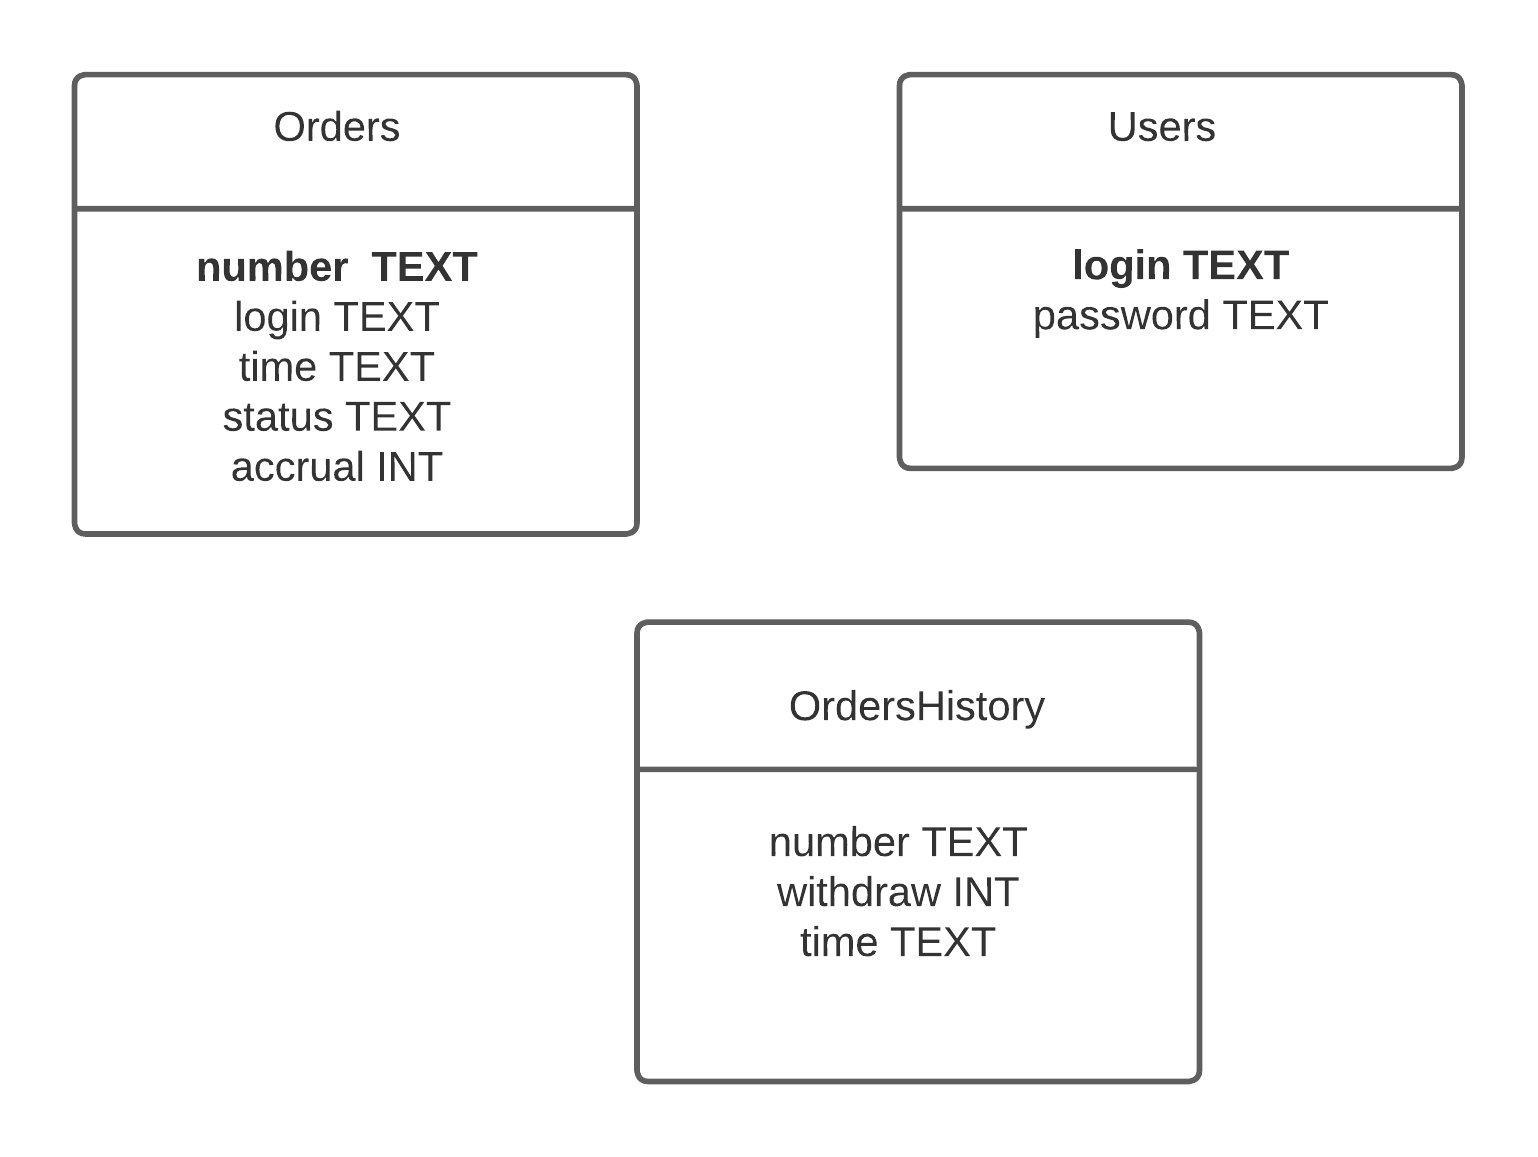 Orders
number  TEXT
login TEXT
time TEXT
status TEXT
accrual INT
Users
login TEXT
password TEXT
OrdersHistory
number TEXT
withdraw INT
time TEXT